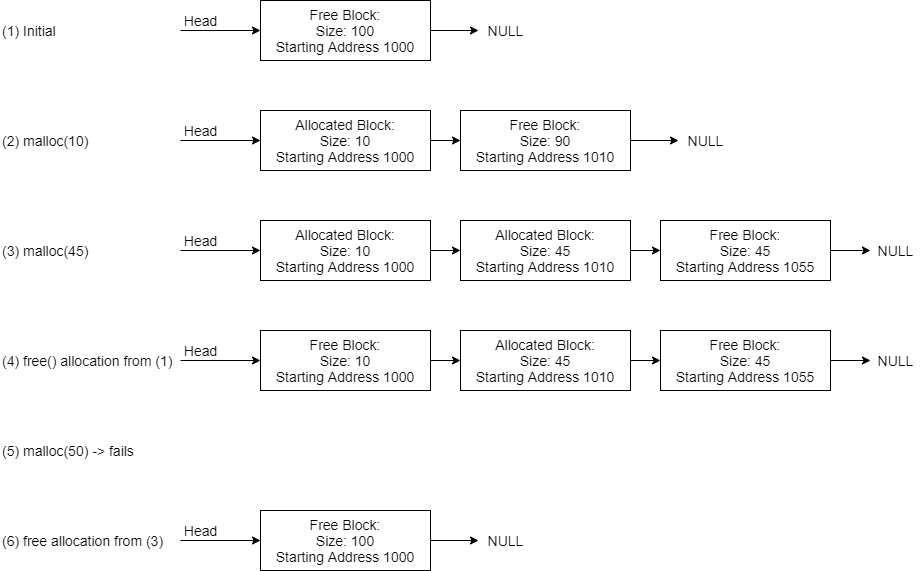 (1) Initial
Head
Free Block:
Size: 100
Starting Address 1000
NULL
(2) malloc(10)
Head
Allocated Block:
Size: 10
Starting Address 1000
Free Block:
Size: 90
Starting Address 1010
NULL
(3) malloc(45)
Head
Allocated Block:
Size: 10
Starting Address 1000
Allocated Block:
Size: 45
Starting Address 1010
Free Block:
Size: 45
Starting Address 1055
NULL
(4) free() allocation from (1)
Head
Free Block:
Size: 10
Starting Address 1000
Allocated Block:
Size: 45
Starting Address 1010
Free Block:
Size: 45
Starting Address 1055
NULL
(5) malloc(50) -> fails
(6) free allocation from (3)
Head
Free Block:
Size: 100
Starting Address 1000
NULL